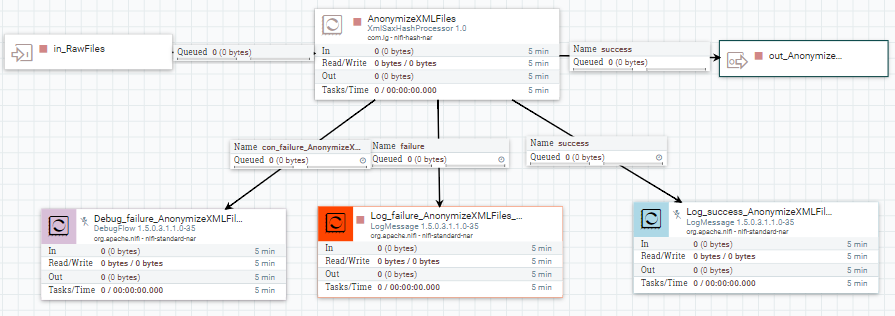 in_RawFiles
Queued 0 (0 bytes)
AnonymizeXMLFiles
XmlSaxHashProcessor 1.0
com.lg - nifi-hash-nar
In 0 (0 bytes) 5 min
Read/Write 0 bytes / 0 bytes 5 min
Out 0 (0 bytes) 5 min
Tasks/Time 0 / 00:00:00.000 5 min
Name success
Queued 0 (0 bytes)
out_Anonymize...
Name con_failure_AnonymizeX...
Queued 0 (0 bytes)
Name failure
Queued 0 (0 bytes)
Name success
Queued 0 (0 bytes)
Debug_failure_AnonymizeXMLFil...
DebugFlow 1.5.0.3.1.1.0-35
org.apache.nifi - nifi-standard-nar
In 0 (0 bytes) 5 min
Read/Write 0 bytes / 0 bytes 5 min
Out 0 (0 bytes) 5 min
Tasks/Time 0 / 00:00:00.000 5 min
Log_failure_AnonymizeXMLFiles_...
LogMessage 1.5.0.3.1.1.0-35
org.apache.nifi - nifi-standard-nar
In 0 (0 bytes) 5 min
Read/Write 0 bytes / 0 bytes 5 min
Out 0 (0 bytes) 5 min
Tasks/Time 0 / 00:00:00.000 5 min
Log_success_AnonymizeXMLFil...
LogMessage 1.5.0.3.1.1.0-35
org.apache.nifi - nifi-standard-nar
In 0 (0 bytes) 5 min
Read/Write 0 bytes / 0 bytes 5 min
Out 0 (0 bytes) 5 min
Tasks/Time 0 / 00:00:00.000 5 min